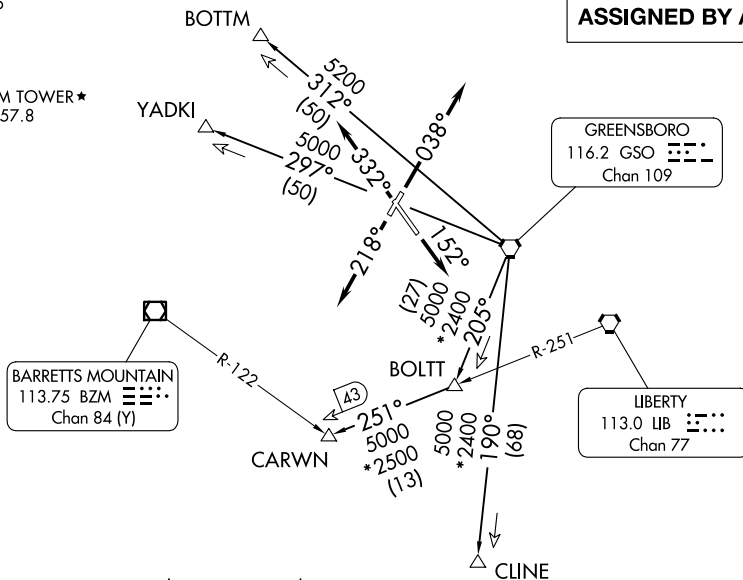 ASSIGNED BY A
BOTTM
M TOWER★
57.8
YADKI
5200
312°
(50)
5000
297°
(50)
332°
038°
218°
152°
GREENSBORO
116.2 GSO
Chan 109
(27)
5000
*2400
205°
BARRETTS MOUNTAIN
113.75 BZM
Chan 84 (Y)
R-122
BOLTT
R-251
LIBERTY
113.0 LIB
Chan 77
43
251°
5000
*2500
(13)
CARWN
5000
*2400
190°
(68)
CLINE